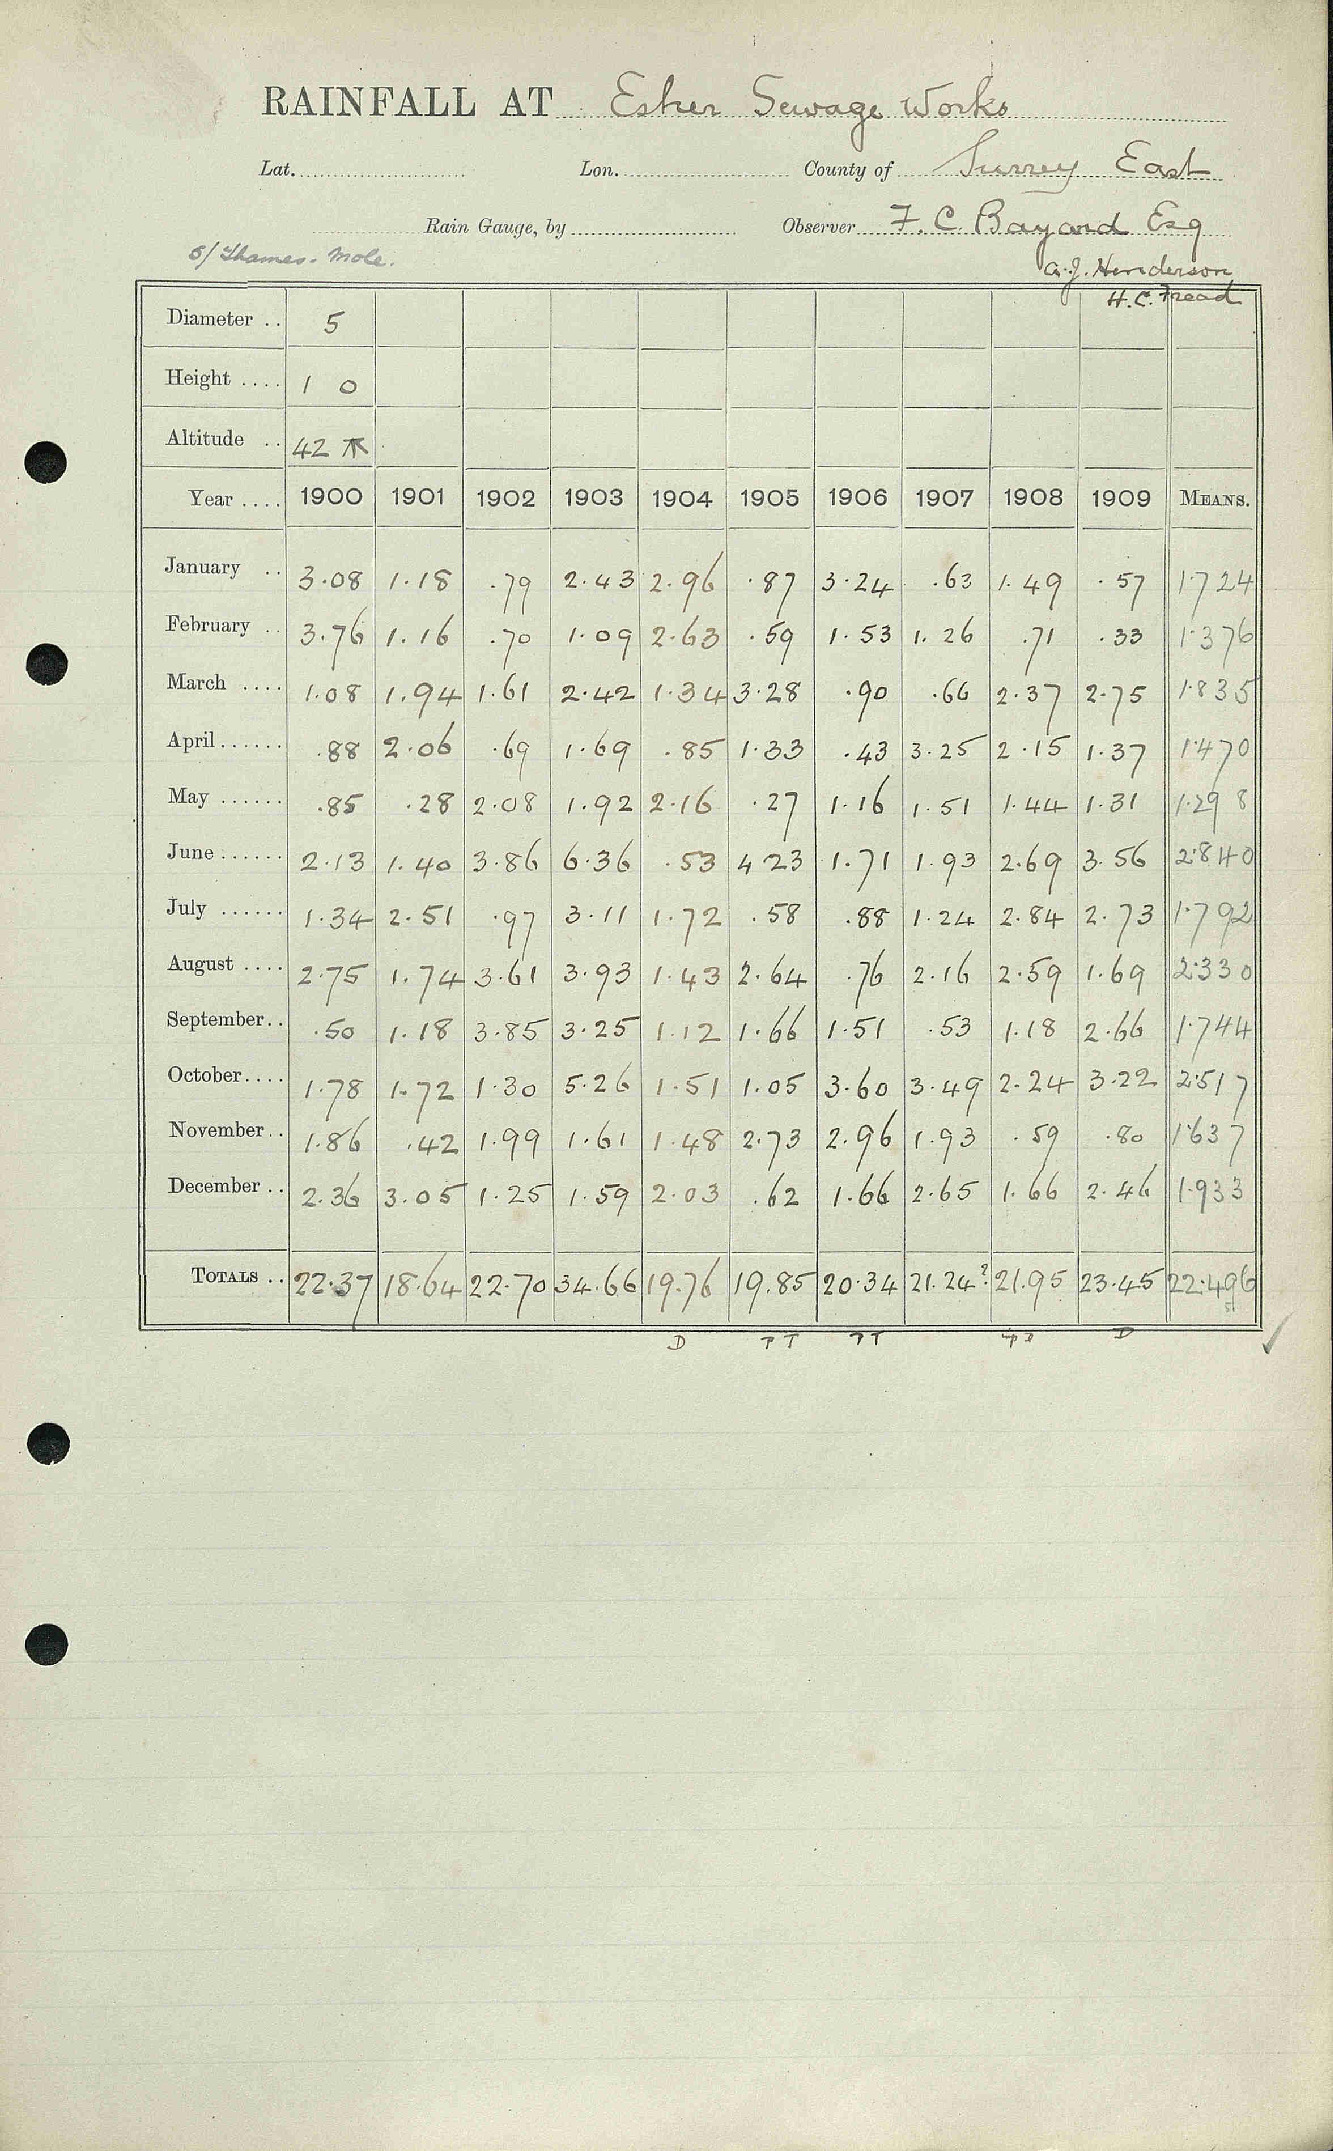 RAINFALL AT Esher Sewage Works
Lat. Lon. County of Surrey East
Rain Gauge, by Observer F. C. Bayard Esq
5/ Thames. Mole. A. J. Henderson
H. C. Fread
Diameter .. 5
Height .... 1 0
Altitude .. 42
Year .... 1900 1901 1902 1903 1904 1905 1906 1907 1908 1909 MEANS.
January .. 3.08 1.18 .79 2.43 2.96 .87 3.24 .63 1.49 .57 1.724
February .. 3.76 1.16 .70 1.09 2.63 .59 1.53 1.26 .71 .33 1.376
March .... 1.08 1.94 1.61 2.42 1.34 3.28 .90 .66 2.37 2.75 1.835
April ...... .88 2.06 .69 1.69 .85 1.33 .43 3.25 2.15 1.37 1.470
May ...... .85 .28 2.08 1.92 2.16 .27 1.16 1.51 1.44 1.31 1.298
June ...... 2.13 1.40 3.86 6.36 .53 4 23 1.71 1.93 2.69 3.56 2.840
July ...... 1.34 2.51 .97 3.11 1.72 .58 .88 1.24 2.84 2.73 1.792
August .... 2.75 1.74 3.61 3.93 1.43 2.64 .76 2.16 2.59 1.69 2.330
September.. .50 1.18 3.85 3.25 1.12 1.66 1.51 .53 1.18 2.66 1.744
October.... 1.78 1.72 1.30 5.26 1.51 1.05 3.60 3.49 2.24 3.22 2.517
November .. 1.86 .42 1.99 1.61 1.48 2.73 2.96 1.93 .59 .80 1.637
December .. 2.36 3.05 1.25 1.59 2.03 .62 1.66 2.65 1.66 2.46 1.933
TOTALS .. 22.37 18.64 22.70 34.66 19.76 19.85 20.34 21.24? 21.95 23.45 22.496
D D